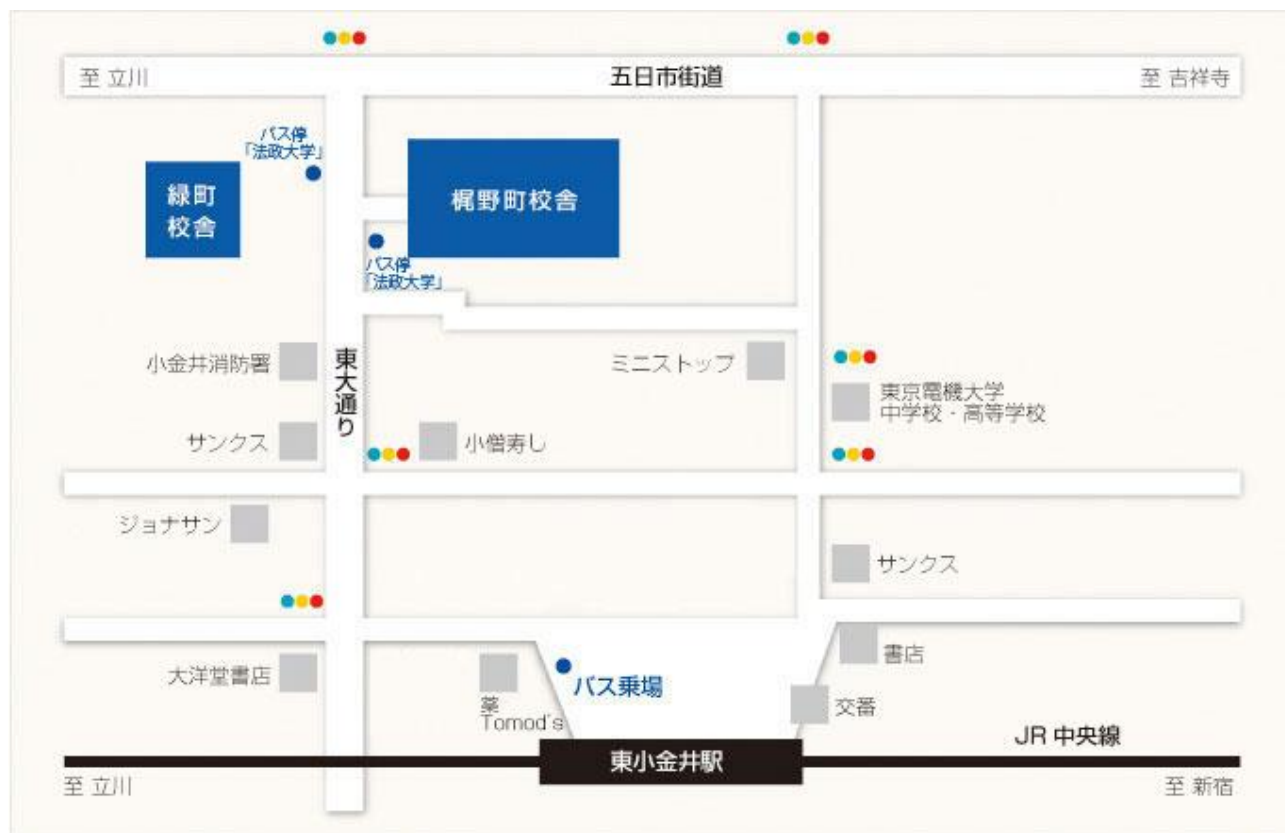 至 立川
五日市街道
至 吉祥寺
バス停
「法政大学」
緑町
校舎
梶野町校舎
バス停
「法政大学」
小金井消防署
東大通り
ミニストップ
東京電機大学
中学校・高等学校
サンクス
小僧寿し
ジョナサン
サンクス
大洋堂書店
薬
Tomod's
バス乗場
書店
交番
JR 中央線
東小金井駅
至 立川
至 新宿